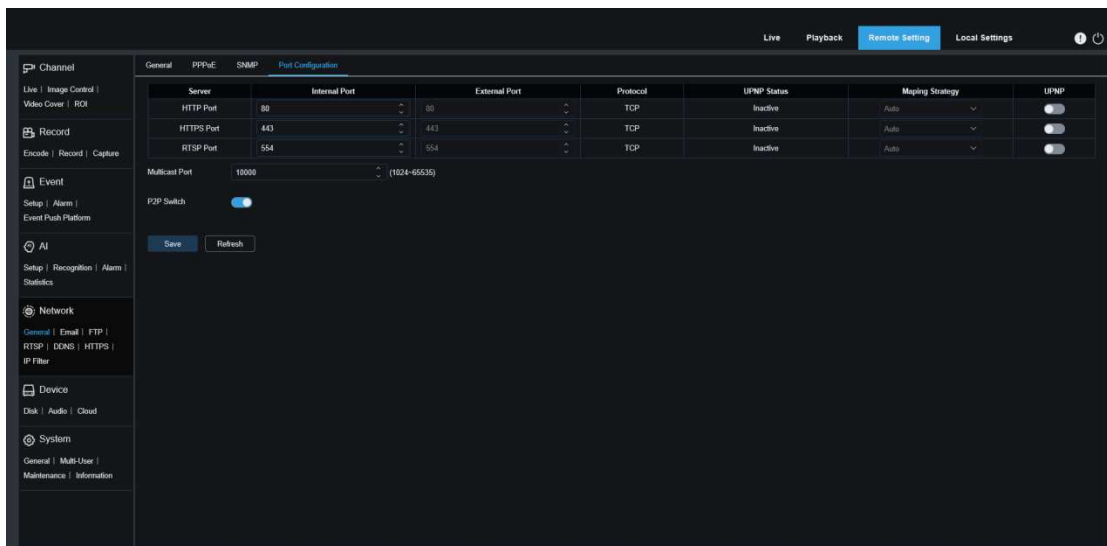 Live Playback Remote Setting Local Settings
Channel
Live | Image Control |
Video Cover | ROI
Record
Encode | Record | Capture
Event
Setup | Alarm |
Event Push Platform
AI
Setup | Recognition | Alarm |
Statistics
Network
General | Email | FTP |
RTSP | DDNS | HTTPS |
IP Filter
Device
Disk | Audio | Cloud
System
General | Multi-User |
Maintenance | Information
General PPPoE SNMP Port Configuration
Server Internal Port External Port Protocol UPNP Status Maping Strategy UPNP
HTTP Port 80 80 TCP Inactive Auto
HTTPS Port 443 443 TCP Inactive Auto
RTSP Port 554 554 TCP Inactive Auto
Multicast Port 10000 (1024~65535)
P2P Switch
Save Refresh